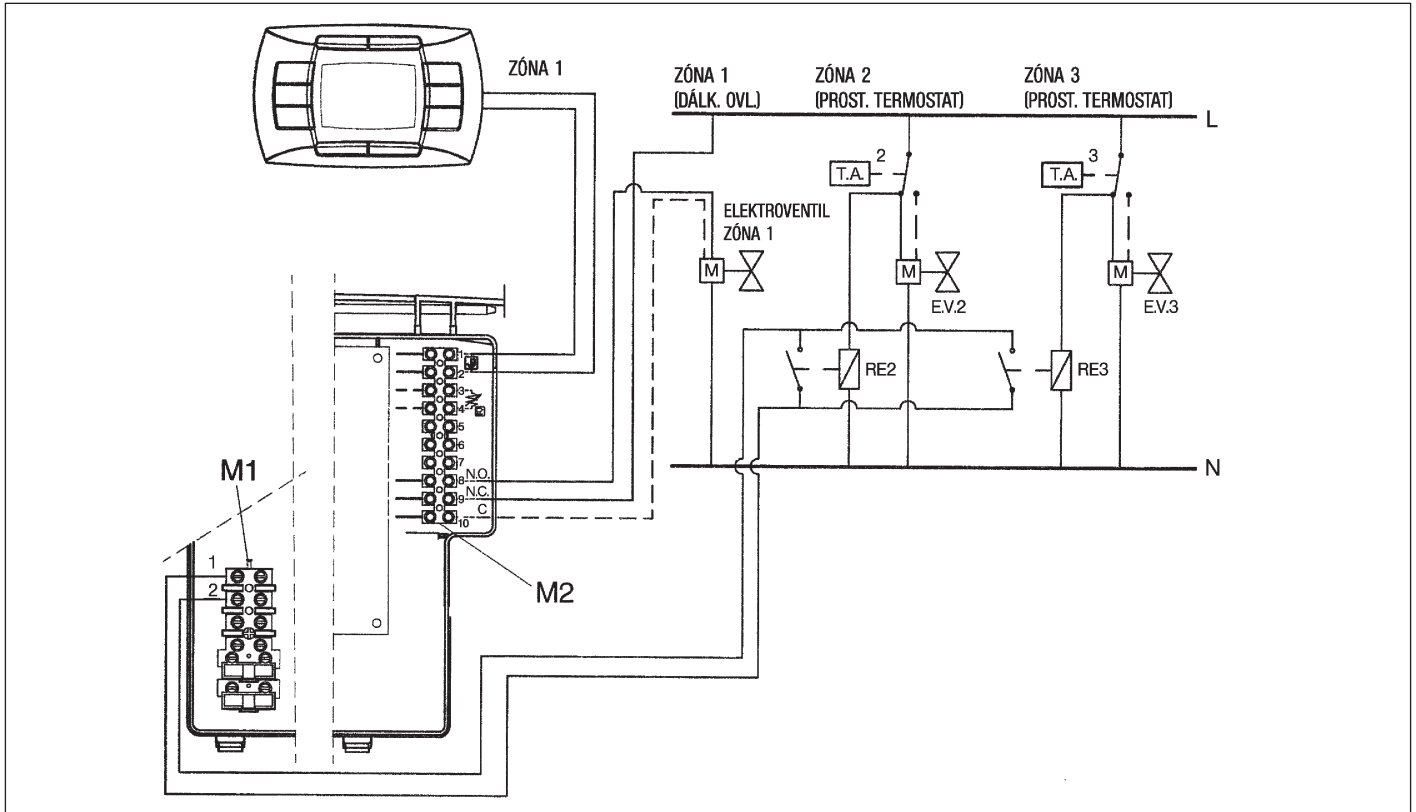 ZÓNA 1
ZÓNA 1
(DÁLK. OVL.)
ZÓNA 2
(PROST. TERMOSTAT)
ZÓNA 3
(PROST. TERMOSTAT)
L
2
T.A.
3
T.A.
ELEKTROVENTIL
ZÓNA 1
M
M
E.V.2
M
E.V.3
RE2
RE3
N
1
2
3
4
5
6
7
8
N.O.
9
N.C.
10
C
M1
1
2
M2